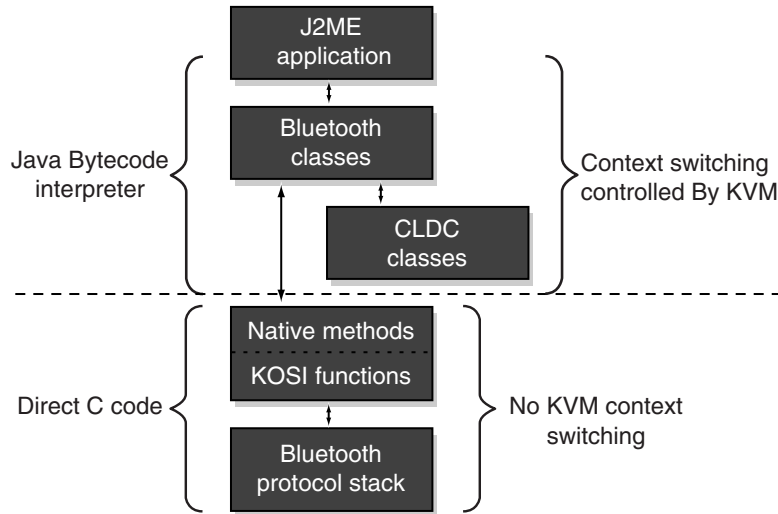 J2ME
application
Bluetooth
classes
Java Bytecode
interpreter
Context switching
controlled By KVM
CLDC
classes
Native methods
KOSI functions
Direct C code
No KVM context
switching
Bluetooth
protocol stack